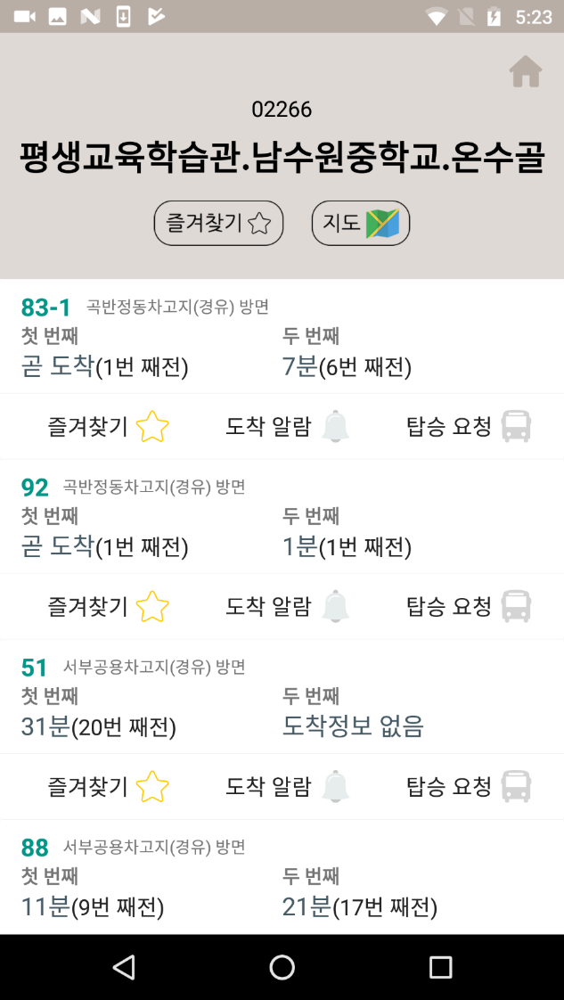 5:23
02266
평생교육학습관.남수원중학교.온수골
즐겨찾기 지도
83-1 곡반정동차고지(경유) 방면
첫 번째 두 번째
곧 도착(1번 째전) 7분(6번 째전)
즐겨찾기 도착 알람 탑승 요청
92 곡반정동차고지(경유) 방면
첫 번째 두 번째
곧 도착(1번 째전) 1분(1번 째전)
즐겨찾기 도착 알람 탑승 요청
51 서부공용차고지(경유) 방면
첫 번째 두 번째
31분(20번 째전) 도착정보 없음
즐겨찾기 도착 알람 탑승 요청
88 서부공용차고지(경유) 방면
첫 번째 두 번째
11분(9번 째전) 21분(17번 째전)